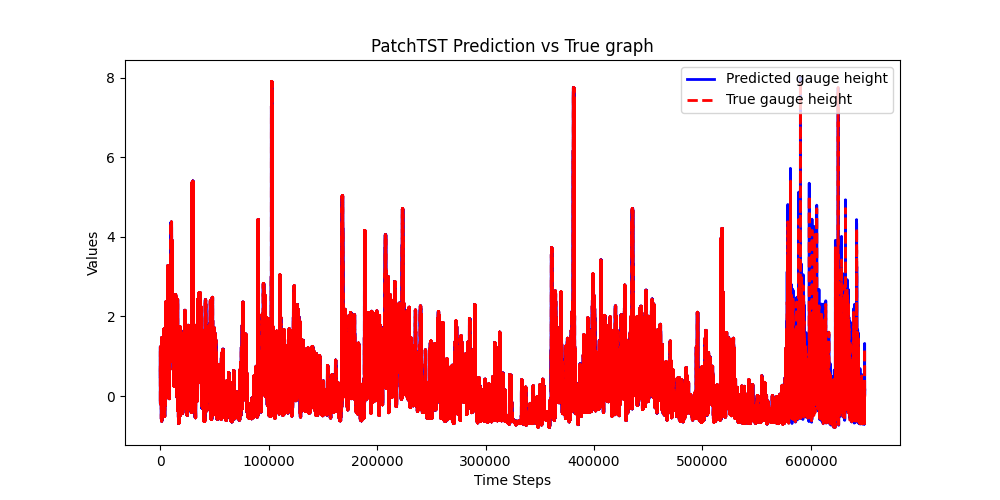 PatchTST Prediction vs True graph
Predicted gauge height
True gauge height
Values
8
6
4
2
0
0 100000 200000 300000 400000 500000 600000
Time Steps